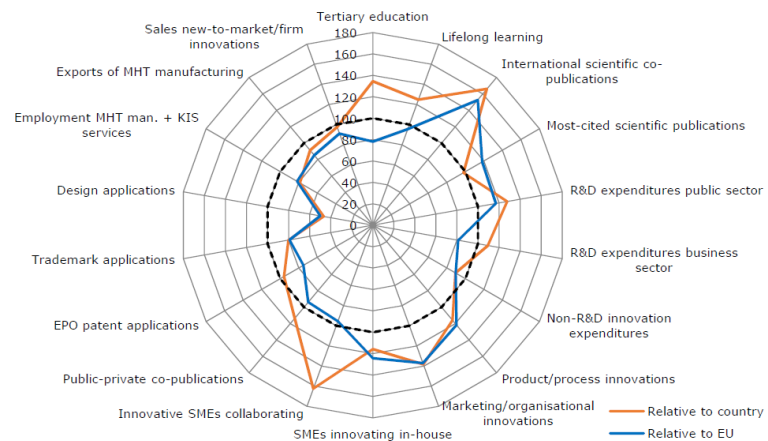 Tertiary education
Lifelong learning
International scientific co-
publications
Most-cited scientific publications
R&D expenditures public sector
R&D expenditures business
sector
Non-R&D innovation
expenditures
Product/process innovations
Marketing/organisational
innovations
SMEs innovating in-house
Innovative SMEs collaborating
Public-private co-publications
EPO patent applications
Trademark applications
Design applications
Employment MHT man. + KIS
services
Exports of MHT manufacturing
Sales new-to-market/firm
innovations
180
160
140
120
100
80
60
40
20
0
Relative to country
Relative to EU